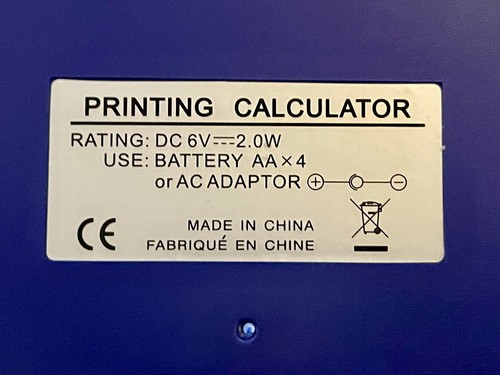 PRINTING CALCULATOR
RATING: DC 6V⎓2.0W
USE: BATTERY AA×4
or AC ADAPTOR
CE
MADE IN CHINA
FABRIQUÉ EN CHINE